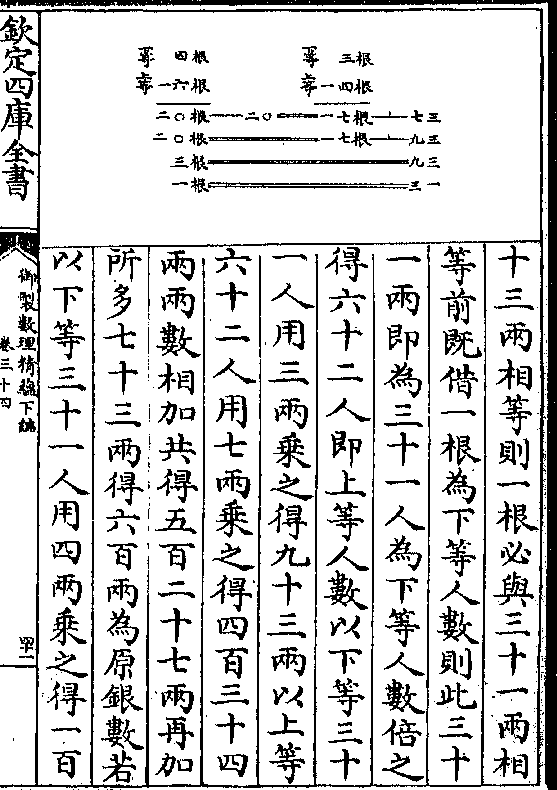 下等 四根 下等 三根
上等 一六根 上等 一四根
二〇根 二〇 一七根 七三
二〇根 一七根 九三
三根 九三
一根 三一
十三兩相等則一根必與三十一兩相
等前既借一根為下等人數則此三十
一兩即為三十一人為下等人數倍之
得六十二人即上等人數以下等三十
一人用三兩乘之得九十三兩以上等
六十二人用七兩乘之得四百三十四
兩兩數相加共得五百二十七兩再加
所多七十三兩得六百兩為原銀數若
以下等三十一人用四兩乘之得一百
欽定四庫全書
御製數理精蘊下編
卷三十四